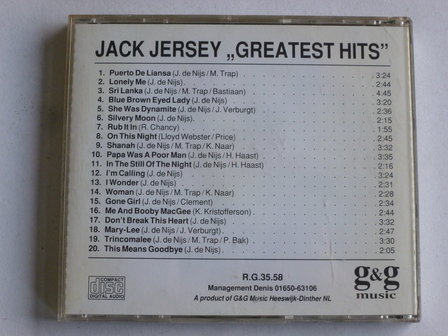 JACK JERSEY „GREATEST HITS”
1. Puerto De Liansa (J. de Nijs / M. Trap) 3:24
2. Lonely Me (J. de Nijs) 2:44
3. Sri Lanka (J. de Nijs / M. Trap / Bastiaan) 4:45
4. Blue Brown Eyed Lady (J. de Nijs) 3:20
5. She Was Dynamite (J. de Nijs / J. Verburgt) 2:36
6. Silvery Moon (J. de Nijs) 2:15
7. Rub It In (R. Chancy) 1:55
8. On This Night (Lloyd Webster / Price) 2:45
9. Shanah (J. de Nijs / M. Trap / K. Naar) 2:31
10. Papa Was A Poor Man (J. de Nijs / H. Haast) 3:35
11. In The Still Of The Night (J. de Nijs / H. Haast) 2:16
12. I'm Calling (J. de Nijs) 3:24
13. I Wonder (J. de Nijs) 2:34
14. Woman (J. de Nijs / M. Trap / K. Naar) 2:28
15. Gone Girl (J. de Nijs / Clement) 2:34
16. Me And Booby MacGee (K. Kristofferson) 2:34
17. Don't Break This Heart (J. de Nijs) 3:32
18. Mary-Lee (J. de Nijs / J. Verburgt) 2:47
19. Trincomalee (J. de Nijs / M. Trap / P. Bak) 3:30
20. This Means Goodbye (J. de Nijs) 2:05
COMPACT
disc
DIGITAL AUDIO
R.G.35.58
Management Denis 01650-63106
A product of G&G Music Heeswijk-Dinther NL
g&g
music